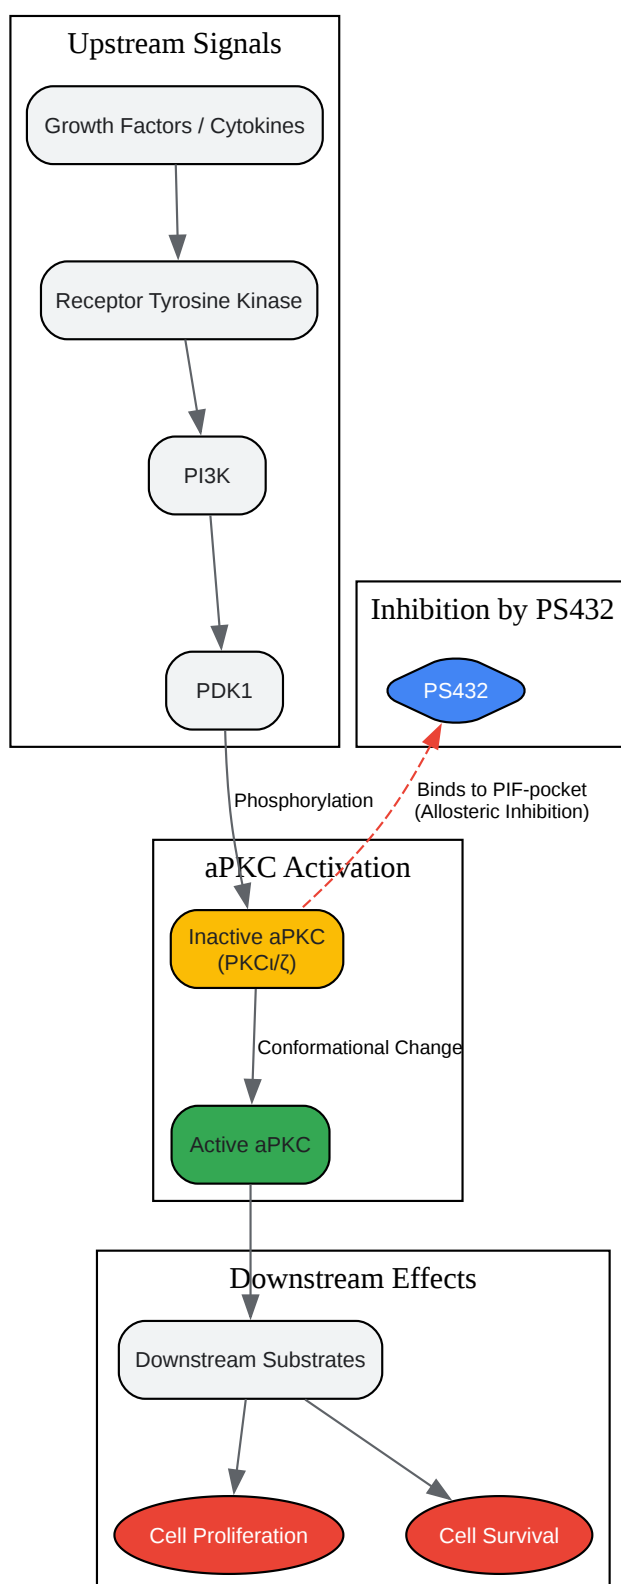 Upstream Signals
Growth Factors / Cytokines
Receptor Tyrosine Kinase
PI3K
Inhibition by PS432
PDK1
PS432
Phosphorylation
Binds to PIF-pocket
(Allosteric Inhibition)
aPKC Activation
Inactive aPKC
(PKCι/ζ)
Conformational Change
Active aPKC
Downstream Effects
Downstream Substrates
Cell Proliferation
Cell Survival